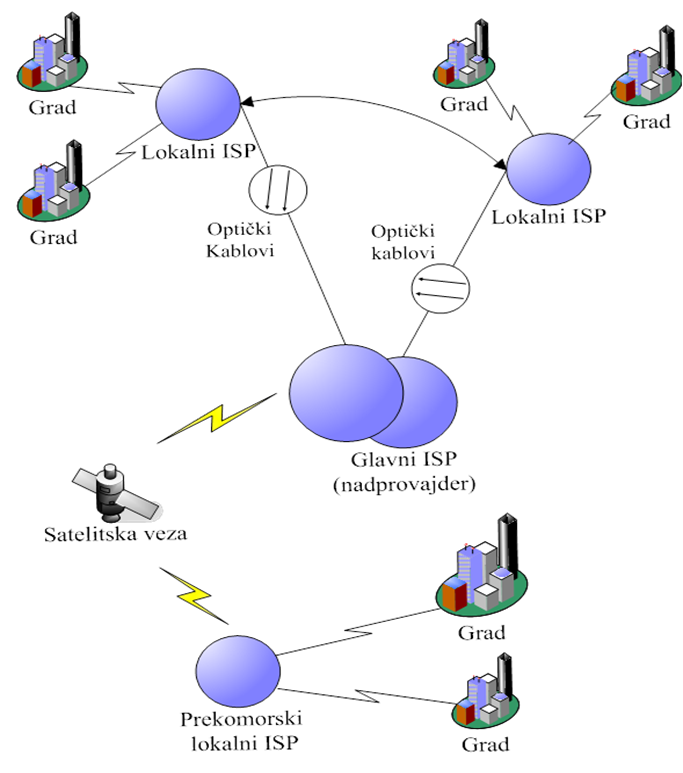 Grad
Grad
Grad
Lokalni ISP
Grad
Lokalni ISP
Optički
Kablovi
Optički
kablovi
Glavni ISP
(nadprovajder)
Satelitska veza
Grad
Prekomorski
lokalni ISP
Grad